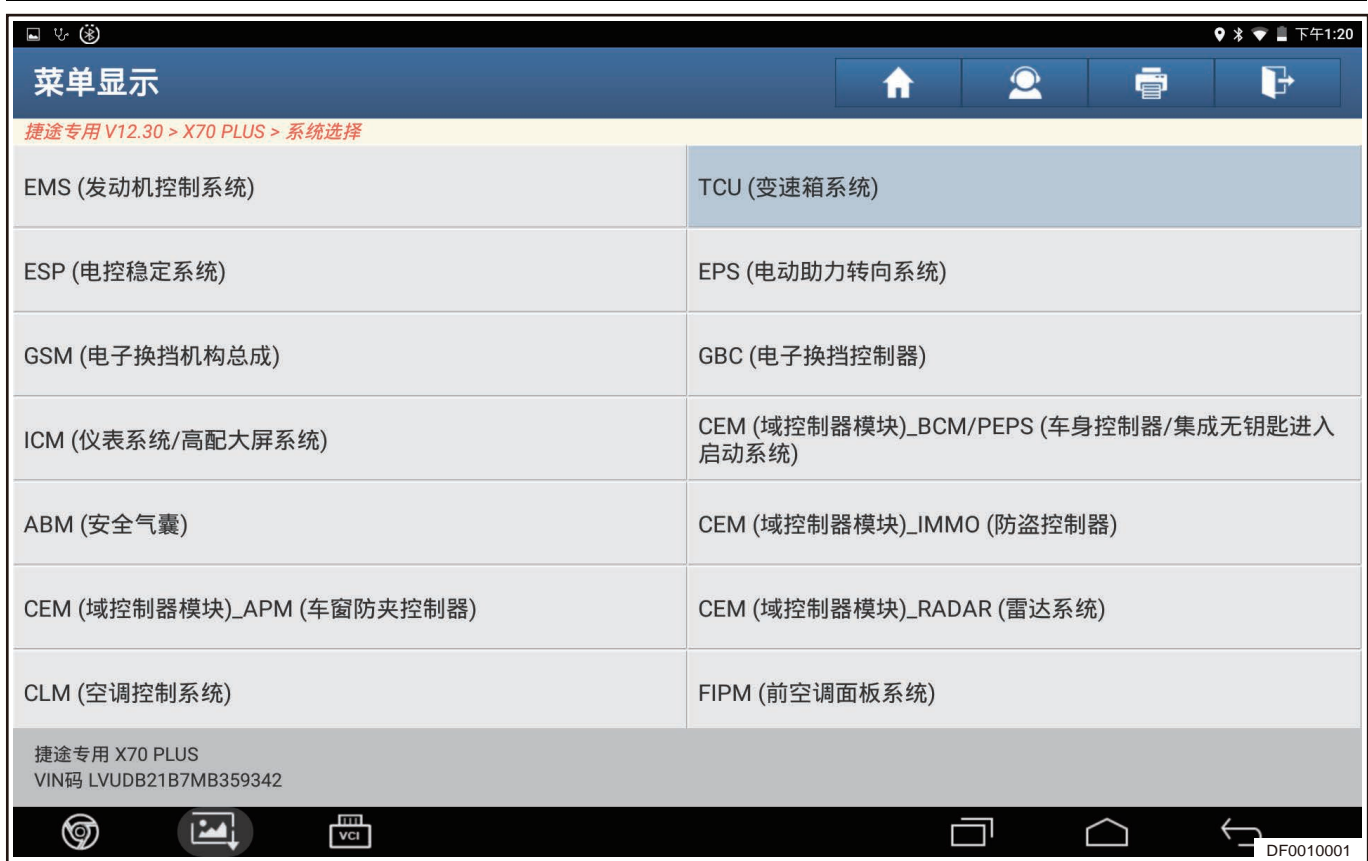 下午1:20
菜单显示
捷途专用 V12.30 > X70 PLUS > 系统选择
EMS (发动机控制系统)
TCU (变速箱系统)
ESP (电控稳定系统)
EPS (电动助力转向系统)
GSM (电子换挡机构总成)
GBC (电子换挡控制器)
ICM (仪表系统/高配大屏系统)
CEM (域控制器模块)_BCM/PEPS (车身控制器/集成无钥匙进入
启动系统)
ABM (安全气囊)
CEM (域控制器模块)_IMMO (防盗控制器)
CEM (域控制器模块)_APM (车窗防夹控制器)
CEM (域控制器模块)_RADAR (雷达系统)
CLM (空调控制系统)
FIPM (前空调面板系统)
捷途专用 X70 PLUS
VIN码 LVUDB21B7MB359342
VCI
DF0010001